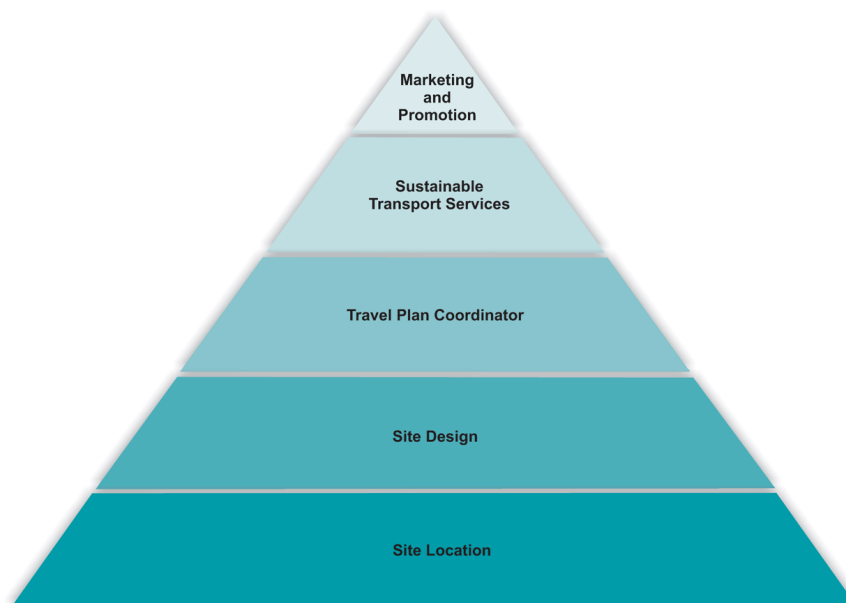 Marketing
and
Promotion
Sustainable
Transport Services
Travel Plan Coordinator
Site Design
Site Location